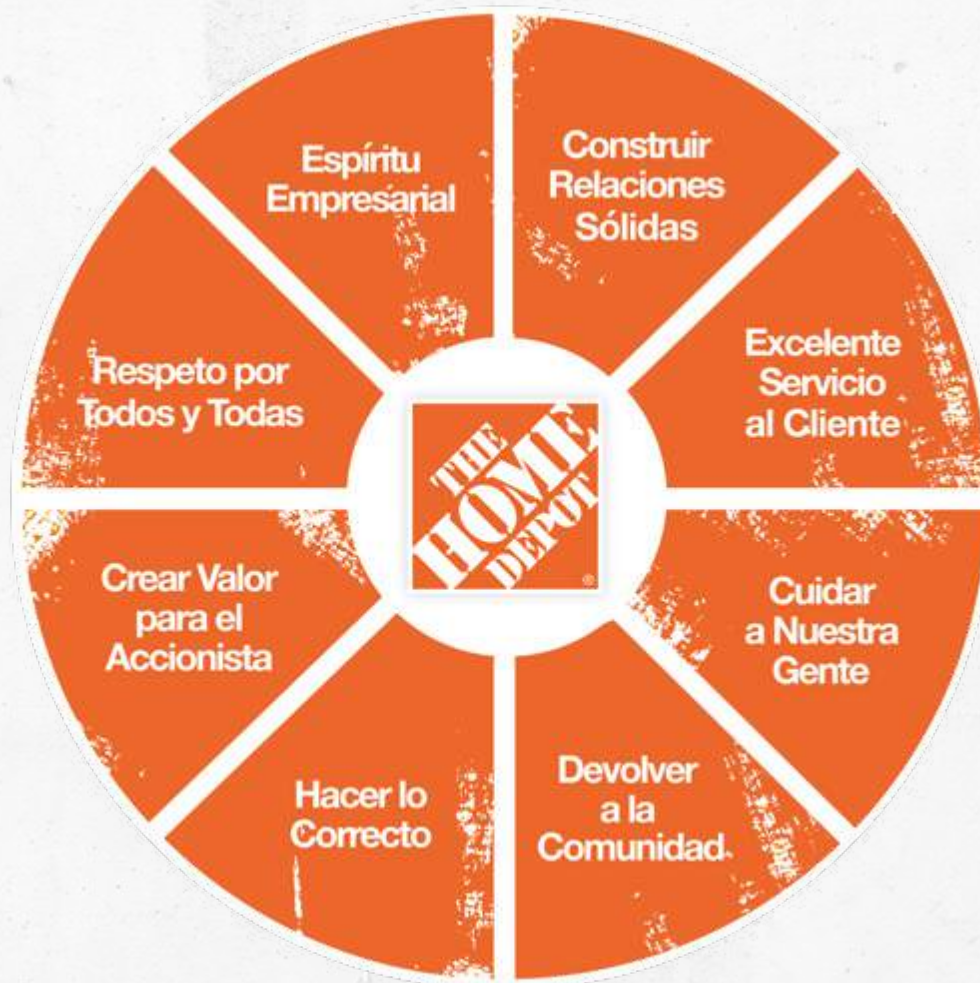 Espíritu
Empresarial
Construir
Relaciones
Sólidas
Excelente
Servicio
al Cliente
Cuidar
a Nuestra
Gente
Devolver
a la
Comunidad
Hacer lo
Correcto
Crear Valor
para el
Accionista
Respeto por
Todos y Todas
THE
HOME
DEPOT
®